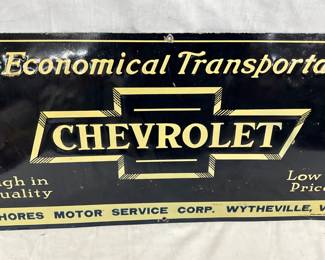 Economical Transporta
CHEVROLET
gh in
uality
Low
Pric
HORES MOTOR SERVICE CORP. WYTHEVILLE, V